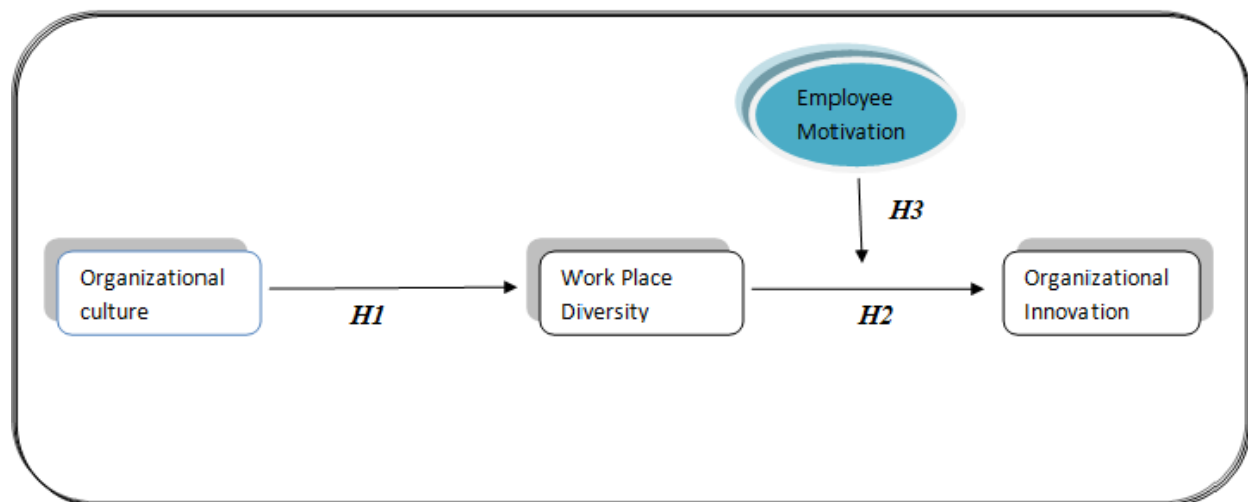 Employee
Motivation
H3
Organizational
culture
H1
Work Place
Diversity
H2
Organizational
Innovation